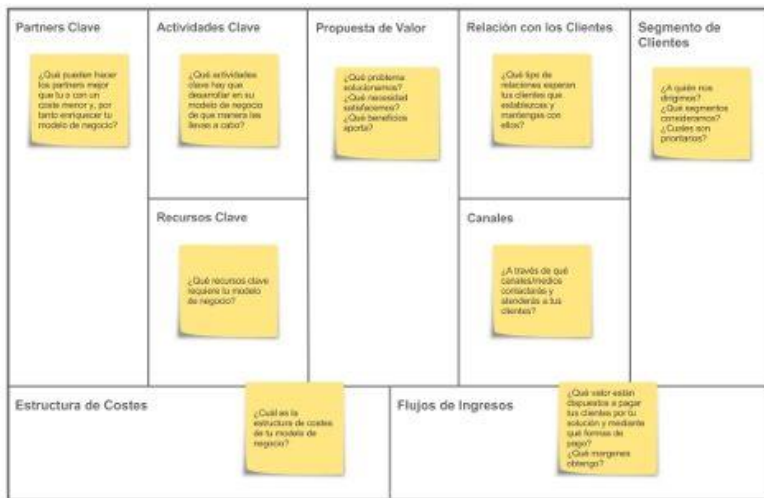 Partners Clave
¿Qué pueden hacer
los partners mejor
que tu o con un
coste menor y, por
tanto enriquecer tu
modelo de negocio?
Actividades Clave
¿Qué actividades
clave hay que
desarrollar en su
modelo de negocio
de que manera las
llevas a cabo?
Recursos Clave
¿Qué recursos clave
requiere tu modelo
de negocio?
Propuesta de Valor
¿Qué problema
solucionamos?
¿Qué necesidad
satisfacemos?
¿Qué beneficios
aporta?
Relación con los Clientes
¿Qué tipo de
relaciones esperan
tus clientes que
establezcas y
mantengas con
ellos?
Canales
¿A través de qué
canales/medios
contactarás y
atenderás a tus
clientes?
Segmento de
Clientes
¿A quién nos
dirigimos?
¿Qué segmentos
consideramos?
¿Cuales son
prioritarios?
Estructura de Costes
¿Cuál es la
estructura de costes
de tu modelo de
negocio?
Flujos de Ingresos
¿Qué valor están
dispuestos a pagar
tus clientes por tu
solución y mediante
qué formas de
pago?
¿Qué margenes
obtengo?